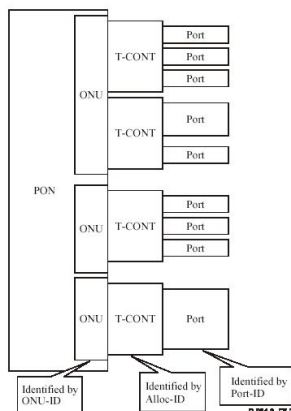 PON
ONU
T-CONT
Port
Port
Port
T-CONT
Port
Port
ONU
T-CONT
Port
Port
Port
ONU
T-CONT
Port
Identified by
ONU-ID
Identified by
Alloc-ID
Identified by
Port-ID